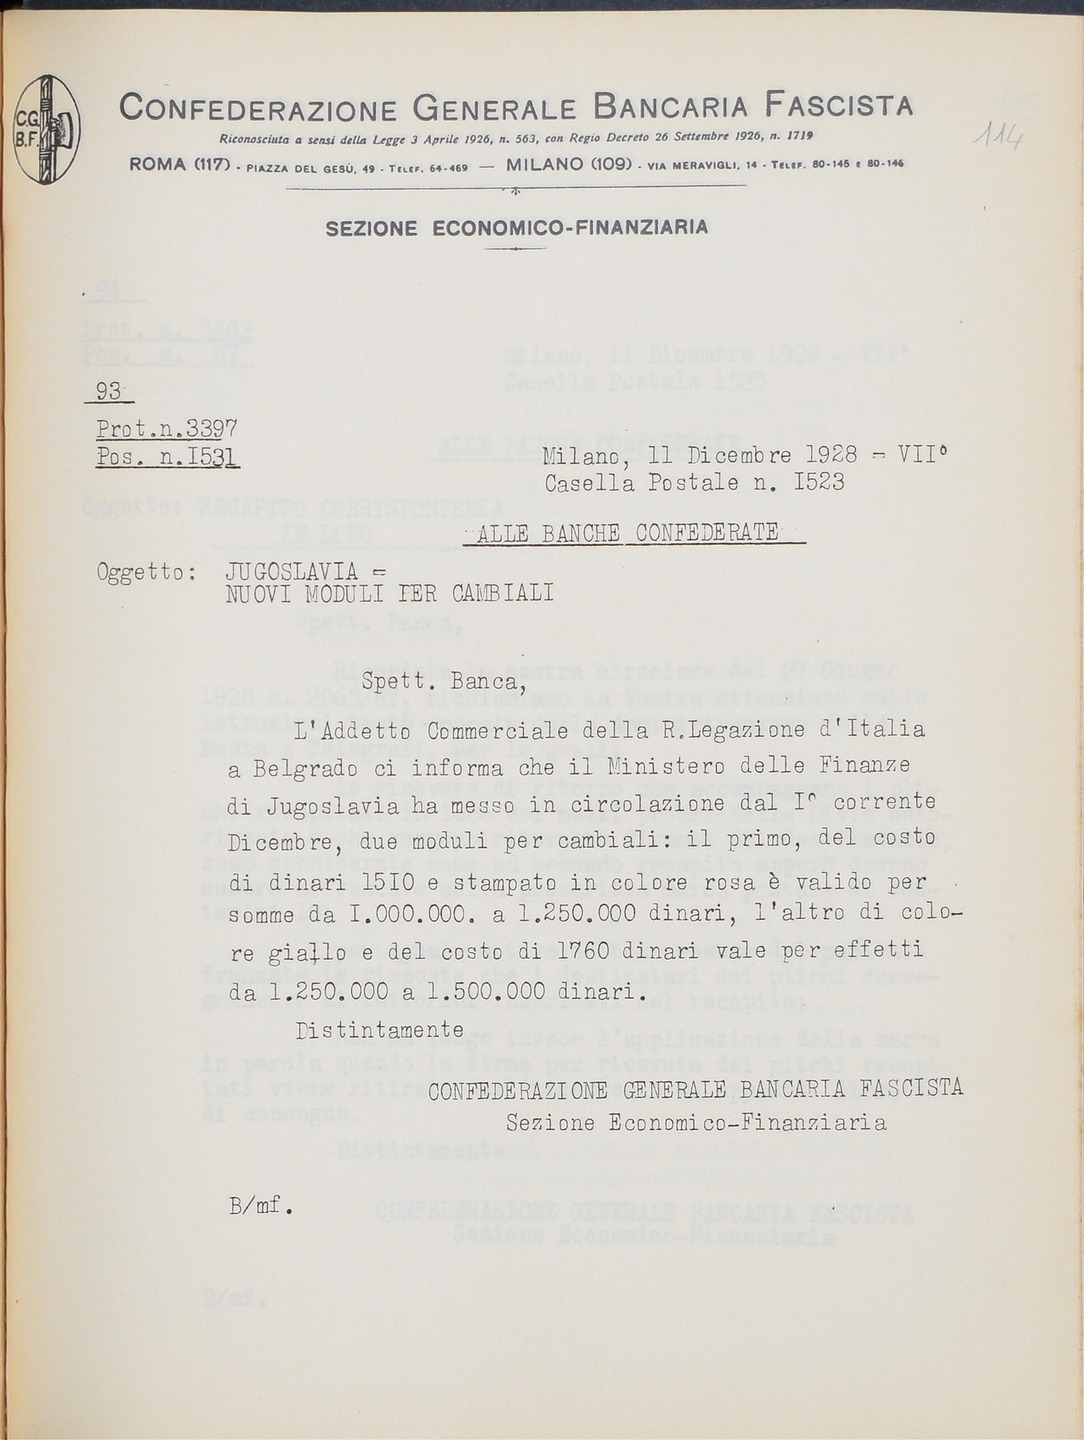 C.G.
B.F.
CONFEDERAZIONE GENERALE BANCARIA FASCISTA
Riconosciuta a sensi della Legge 3 Aprile 1926, n. 563, con Regio Decreto 26 Settembre 1926, n. 1719
ROMA (117) - PIAZZA DEL GESÙ, 49 - TELEF. 64-469 — MILANO (109) - VIA MERAVIGLI, 14 - TELEF. 80-145 E 80-146
114
SEZIONE ECONOMICO-FINANZIARIA
93
Prot.n.3397
Pos. n.I531
Milano, 11 Dicembre 1928 = VII°
Casella Postale n. I523
ALLE BANCHE CONFEDERATE
Oggetto: JUGOSLAVIA =
NUOVI MODULI PER CAMBIALI
Spett. Banca,
L'Addetto Commerciale della R.Legazione d'Italia
a Belgrado ci informa che il Ministero delle Finanze
di Jugoslavia ha messo in circolazione dal I° corrente
Dicembre, due moduli per cambiali: il primo, del costo
di dinari 15I0 e stampato in colore rosa è valido per
somme da I.000.000. a 1.250.000 dinari, l'altro di colo-
re giallo e del costo di 1760 dinari vale per effetti
da 1.250.000 a 1.500.000 dinari.
Distintamente
CONFEDERAZIONE GENERALE BANCARIA FASCISTA
Sezione Economico-Finanziaria
B/mf.